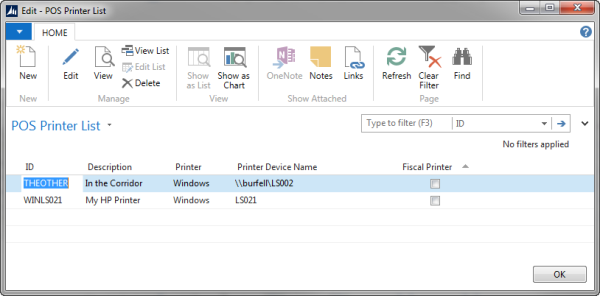 Edit - POS Printer List
HOME
New
Edit
View
View List
Edit List
Delete
Show as List
Show as Chart
OneNote
Notes
Links
Refresh
Clear Filter
Find
New
Manage
View
Show Attached
Page
POS Printer List
Type to filter (F3)
ID
No filters applied
ID Description Printer Printer Device Name Fiscal Printer
THEOTHER In the Corridor Windows \\burfell\LS002
WINLS021 My HP Printer Windows LS021
OK